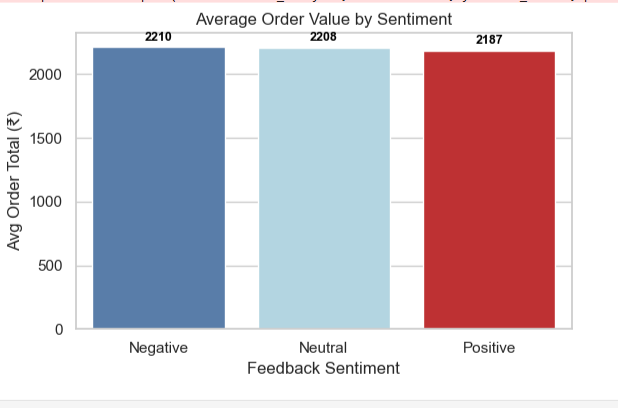 Average Order Value by Sentiment
2210 2208 2187
2000
1500
1000
500
0
Avg Order Total (₹)
Negative Neutral Positive
Feedback Sentiment